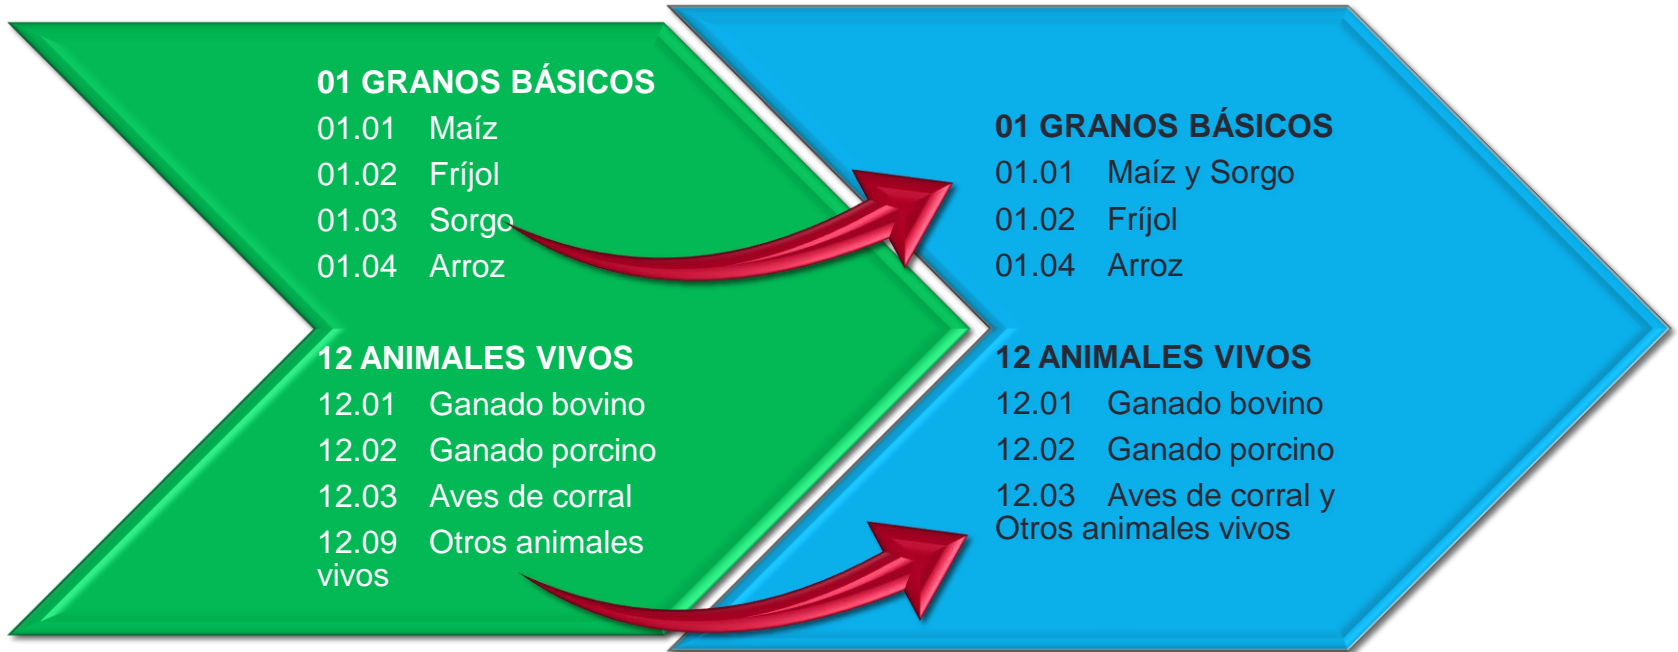 01 GRANOS BÁSICOS
01.01 Maíz
01.02 Fríjol
01.03 Sorgo
01.04 Arroz
12 ANIMALES VIVOS
12.01 Ganado bovino
12.02 Ganado porcino
12.03 Aves de corral
12.09 Otros animales
vivos
01 GRANOS BÁSICOS
01.01 Maíz y Sorgo
01.02 Fríjol
01.04 Arroz
12 ANIMALES VIVOS
12.01 Ganado bovino
12.02 Ganado porcino
12.03 Aves de corral y
Otros animales vivos